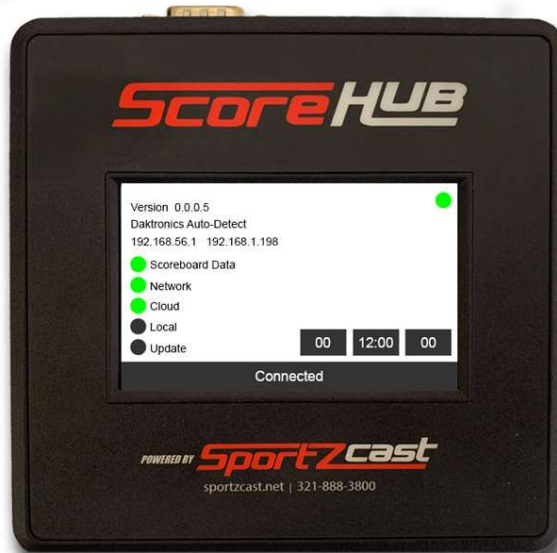 ScoreHUB
Version 0.0.0.5
Daktronics Auto-Detect
192.168.56.1 192.168.1.198
Scoreboard Data
Network
Cloud
Local
Update
00 12:00 00
Connected
POWERED BY Sportzcast
sportzcast.net | 321-888-3800